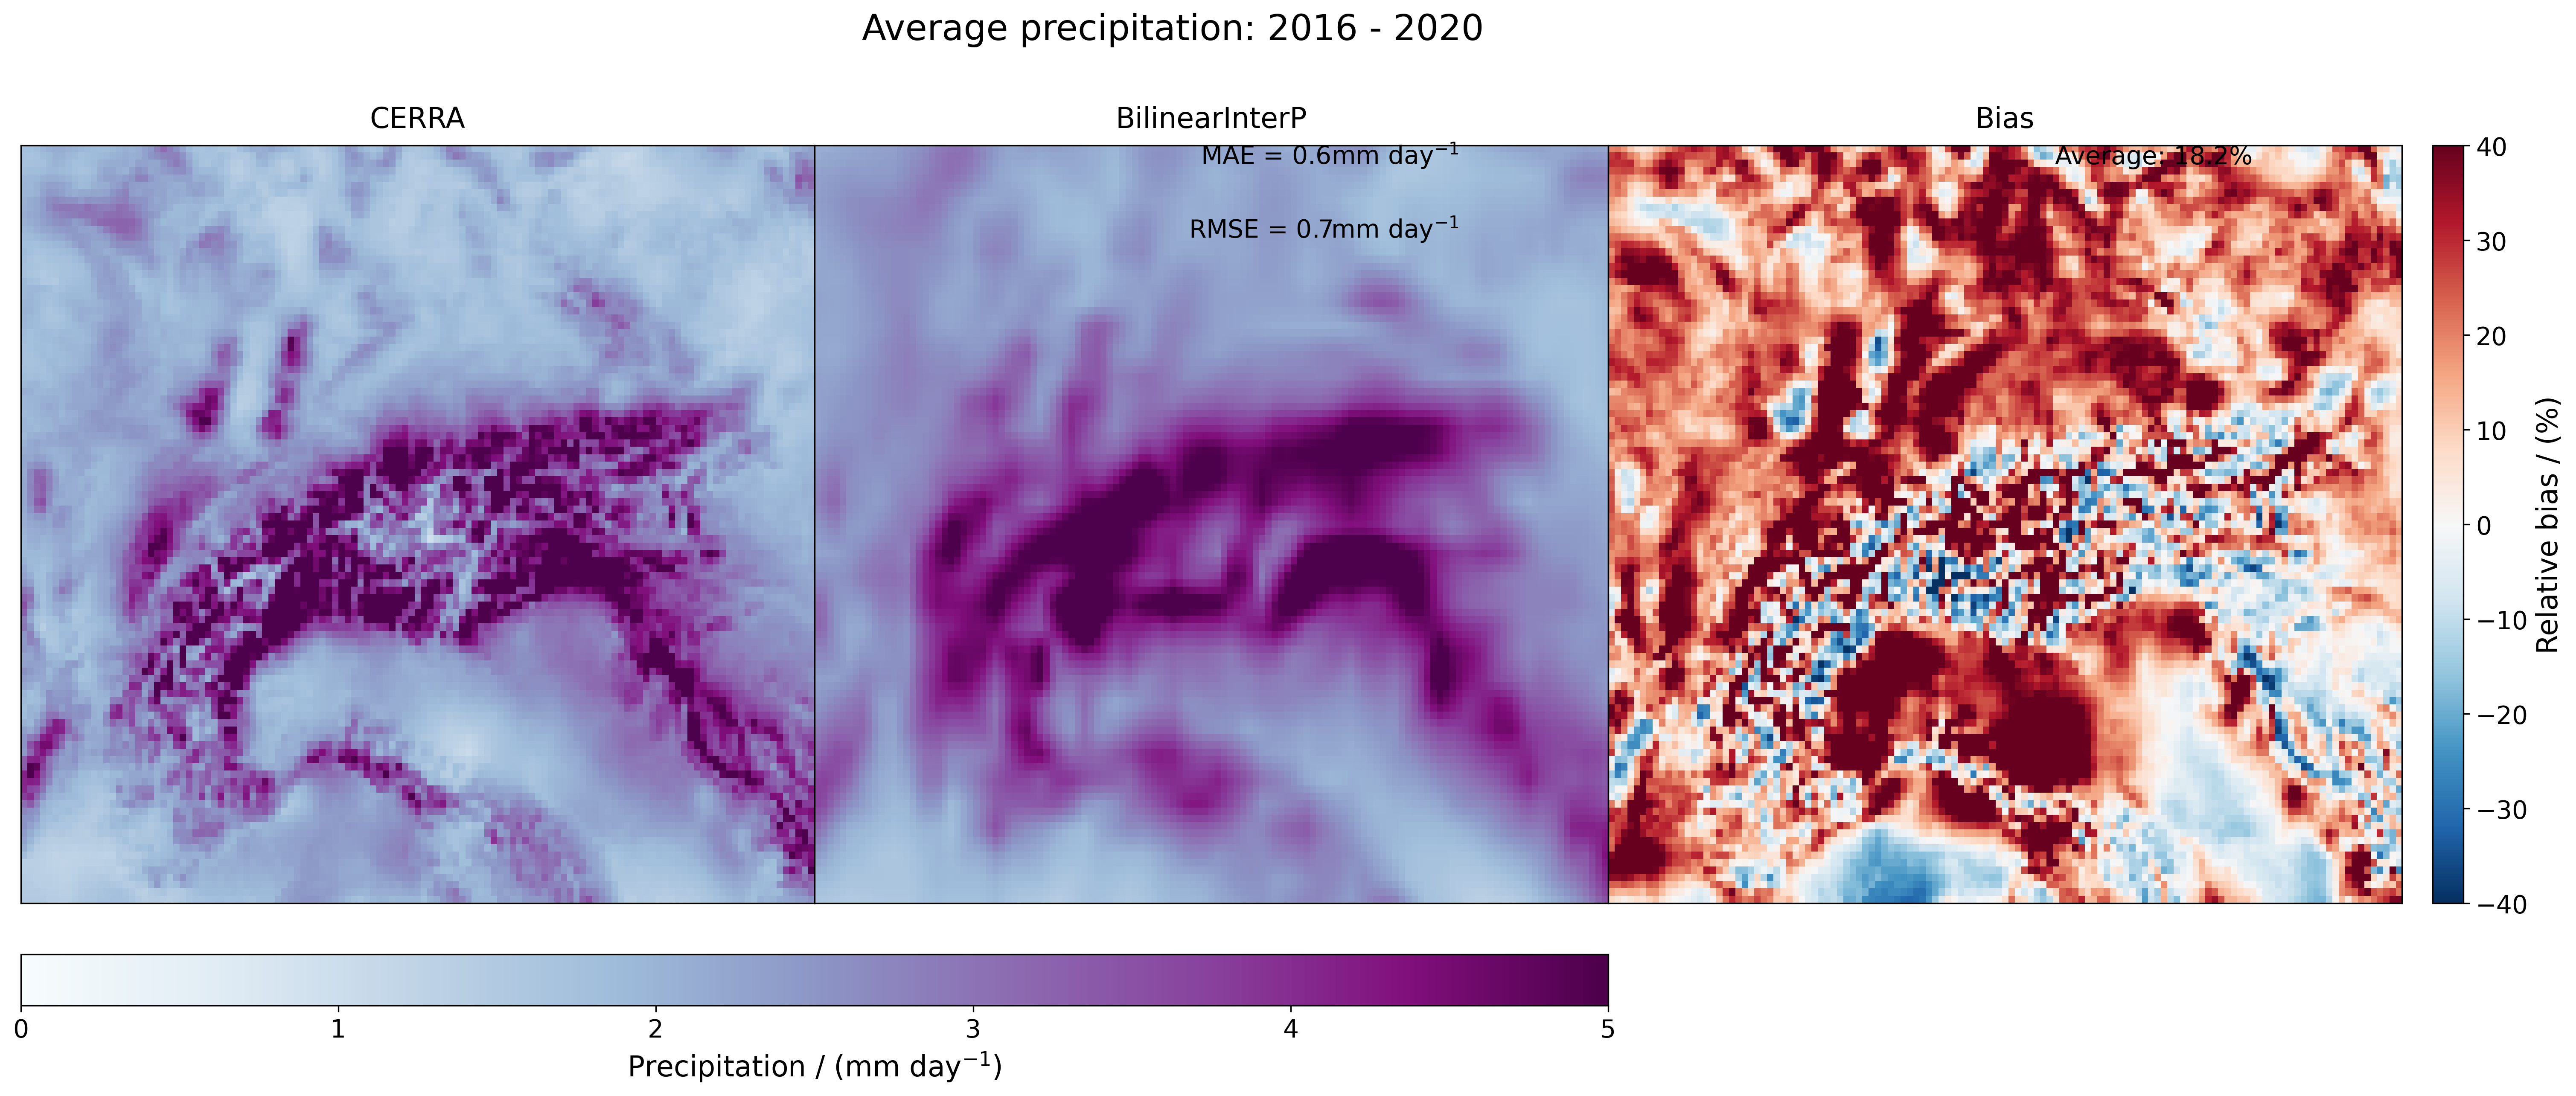 Average precipitation: 2016 - 2020
CERRA
BilinearInterP
Bias
MAE = 0.6mm day⁻¹
RMSE = 0.7mm day⁻¹
Average: 18.2%
40
30
20
10
0
−10
−20
−30
−40
Relative bias / (%)
0 1 2 3 4 5
Precipitation / (mm day⁻¹)